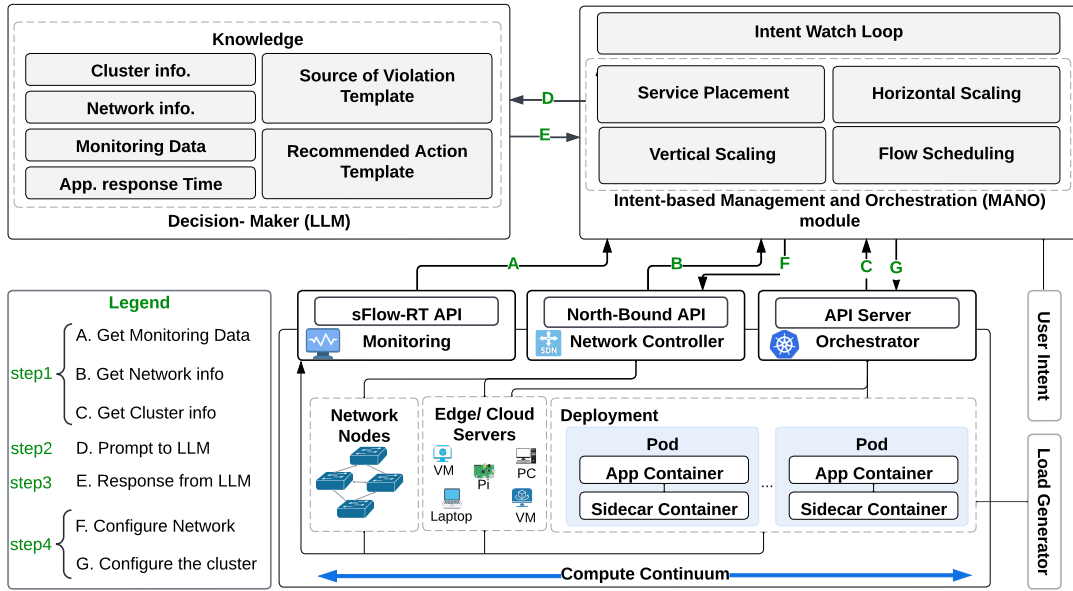 Knowledge
Cluster info.
Network info.
Monitoring Data
App. response Time
Source of Violation
Template
Recommended Action
Template
Decision- Maker (LLM)
D
E
Intent Watch Loop
Service Placement
Horizontal Scaling
Vertical Scaling
Flow Scheduling
Intent-based Management and Orchestration (MANO)
module
A
B
F
C
G
Legend
step1
A. Get Monitoring Data
B. Get Network info
C. Get Cluster info
step2
D. Prompt to LLM
step3
E. Response from LLM
step4
F. Configure Network
G. Configure the cluster
sFlow-RT API
Monitoring
North-Bound API
SDN
Network Controller
API Server
Orchestrator
User Intent
Load Generator
Network
Nodes
Edge/ Cloud
Servers
VM
Pi
PC
Laptop
VM
Deployment
Pod
App Container
Sidecar Container
...
Pod
App Container
Sidecar Container
Compute Continuum